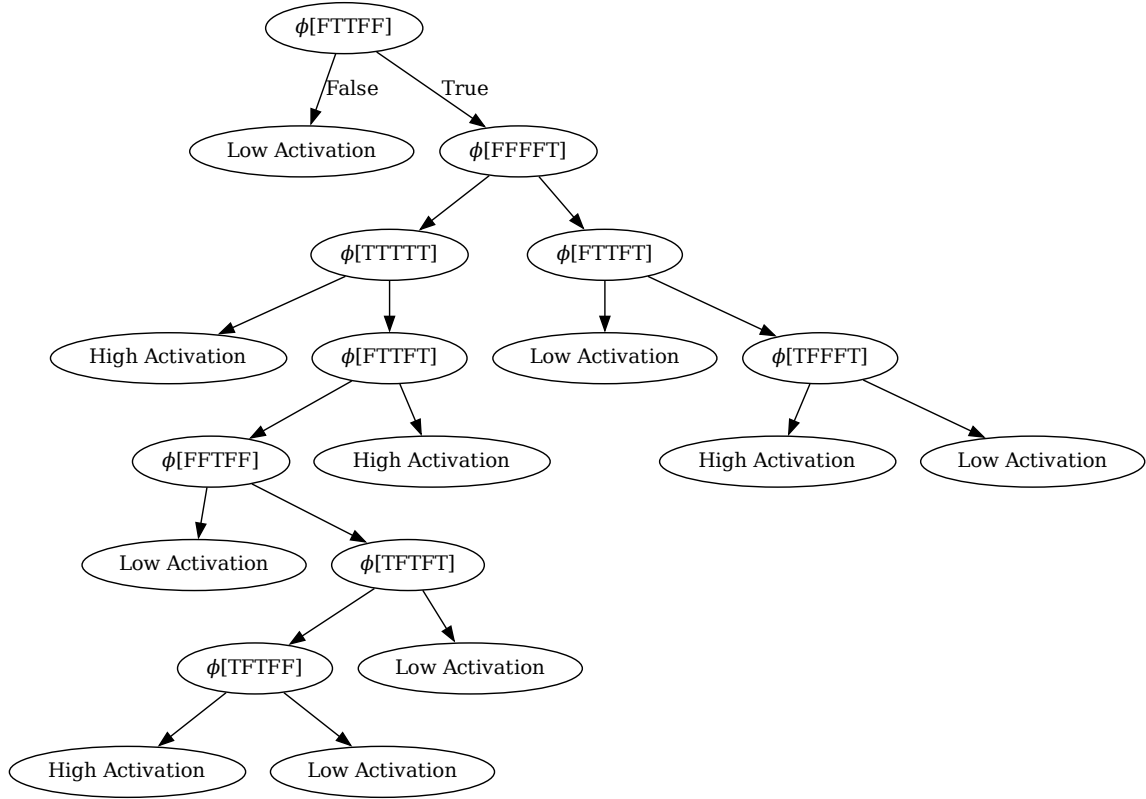 ϕ[FTTFF]
False
True
Low Activation
ϕ[FFFFT]
ϕ[TTTTT]
ϕ[FTTFT]
High Activation
ϕ[FTTFT]
Low Activation
ϕ[TFFFT]
ϕ[FFTFF]
High Activation
High Activation
Low Activation
Low Activation
ϕ[TFTFT]
ϕ[TFTFF]
Low Activation
High Activation
Low Activation